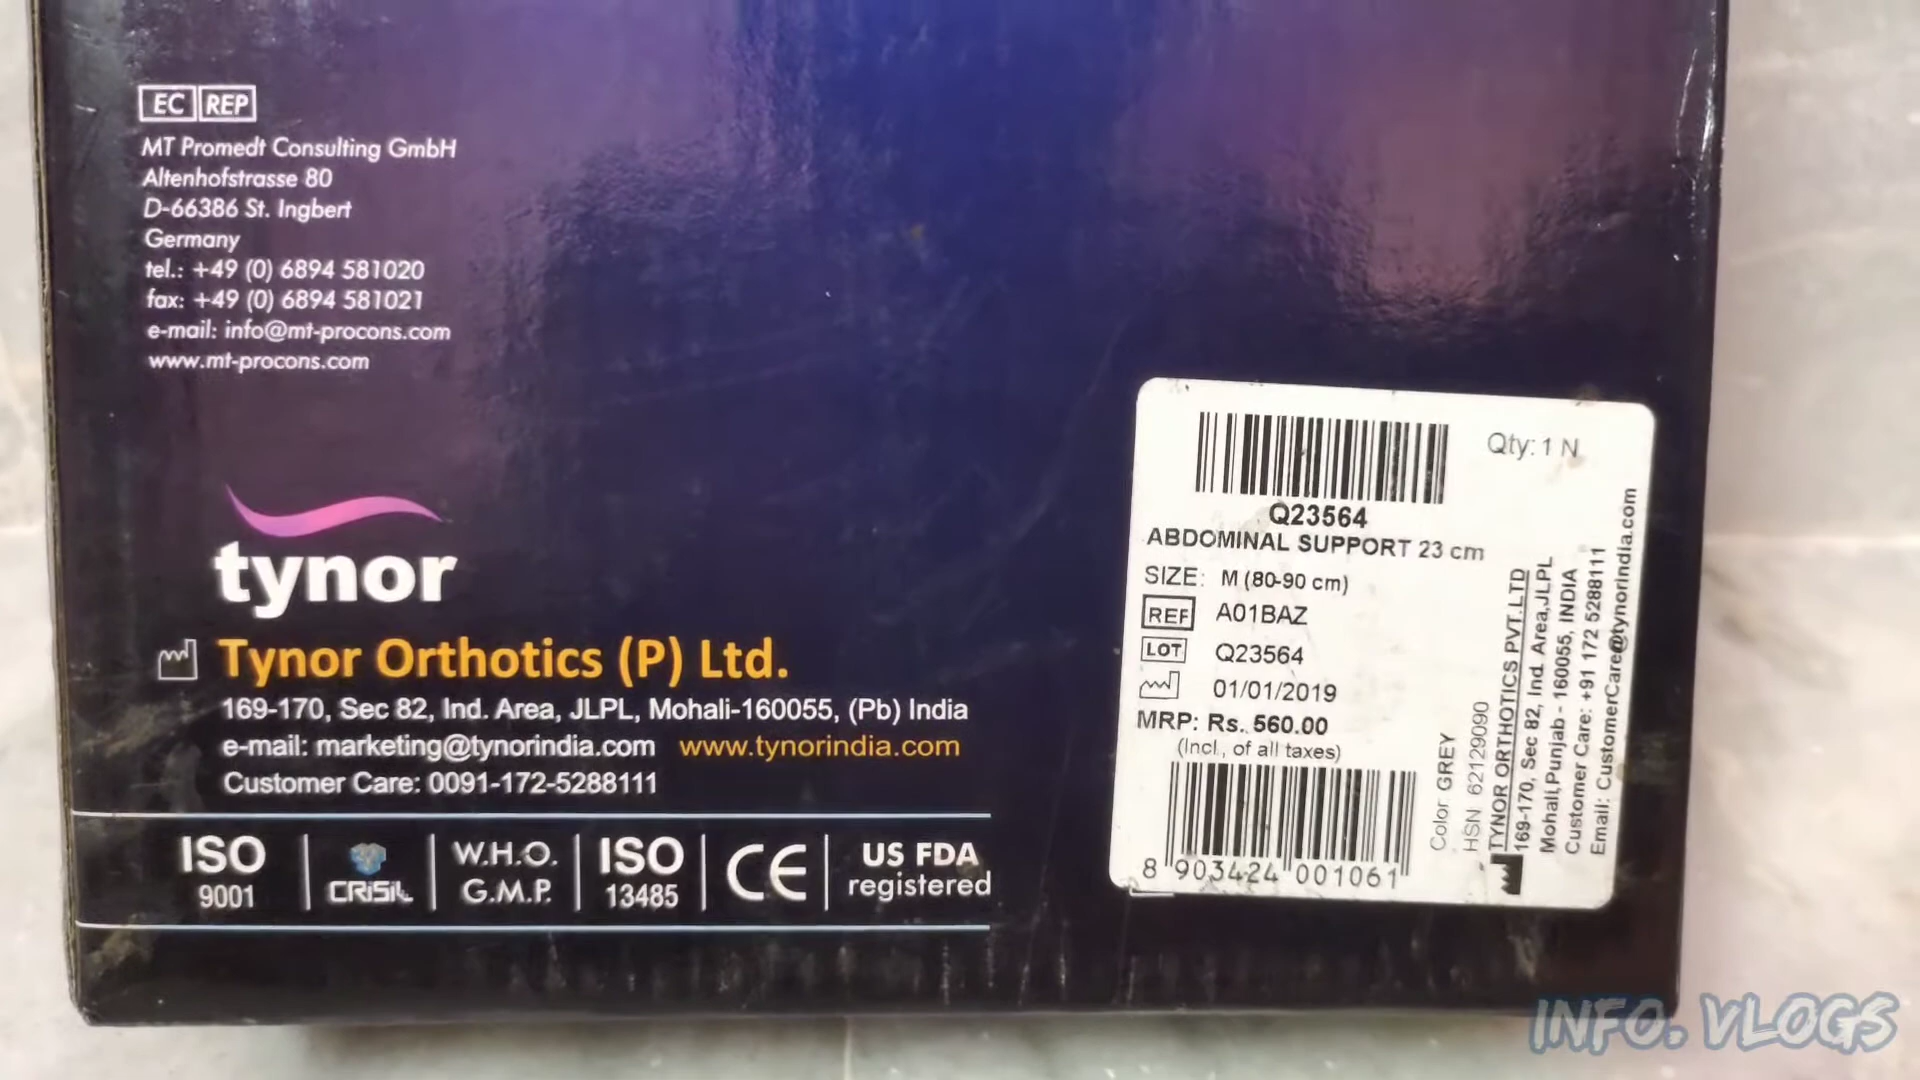 EC REP
MT Promedt Consulting GmbH
Altenhofstrasse 80
D-66386 St. Ingbert
Germany
tel.: +49 (0) 6894 581020
fax: +49 (0) 6894 581021
e-mail: info@mt-procons.com
www.mt-procons.com
tynor
Tynor Orthotics (P) Ltd.
169-170, Sec 82, Ind. Area, JLPL, Mohali-160055, (Pb) India
e-mail: marketing@tynorindia.com www.tynorindia.com
Customer Care: 0091-172-5288111
ISO
9001
CRISIL
W.H.O.
G.M.P.
ISO
13485
CE
US FDA
registered
Qty: 1 N
Q23564
ABDOMINAL SUPPORT 23 cm
SIZE: M (80-90 cm)
REF A01BAZ
LOT Q23564
01/01/2019
MRP: Rs. 560.00
(Incl., of all taxes)
8 903424 001061
Color: GREY
HSN: 62129090
TYNOR ORTHOTICS PVT.LTD
169-170, Sec 82, Ind. Area,JLPL
Mohali,Punjab - 160055, INDIA
Customer Care: +91 172 5288111
Email: CustomerCare@tynorindia.com
INFO. VLOGS